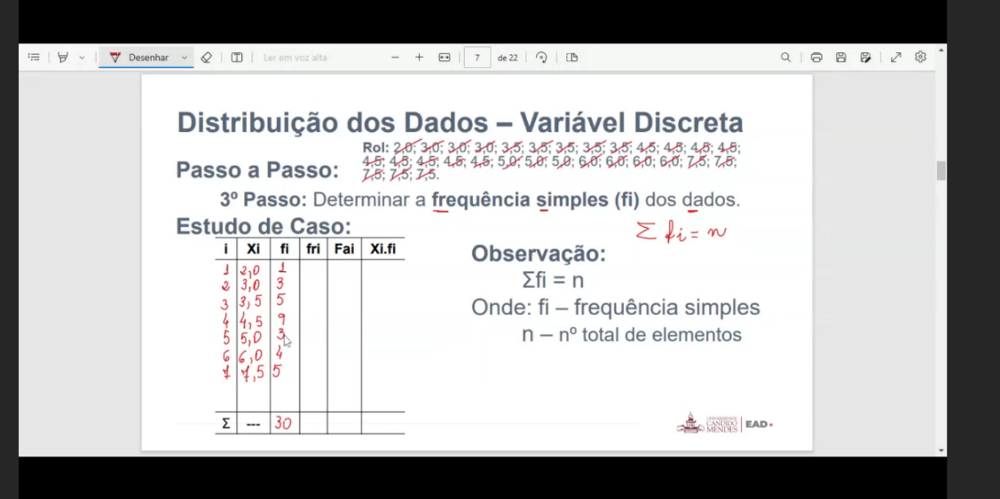 Desenhar
Ler em voz alta
7 de 22
Distribuição dos Dados – Variável Discreta
Rol: 2,0; 3,0; 3,0; 3,0; 3,5; 3,5; 3,5; 3,5; 3,5; 4,5; 4,5; 4,5; 4,5;
4,5; 4,5; 4,5; 4,5; 4,5; 5,0; 5,0; 5,0; 6,0; 6,0; 6,0; 6,0; 7,5; 7,5;
7,5; 7,5; 7,5.
Passo a Passo:
3º Passo: Determinar a frequência simples (fi) dos dados.
Estudo de Caso:
Σ fi = n
i Xi fi fri Fai Xi.fi
1 2,0 1
2 3,0 3
3 3,5 5
4 4,5 9
5 5,0 3
6 6,0 4
7 7,5 5
Σ --- 30
Observação:
Σfi = n
Onde: fi – frequência simples
n – nº total de elementos
UNIVERSIDADE
CANDIDO
MENDES
EAD